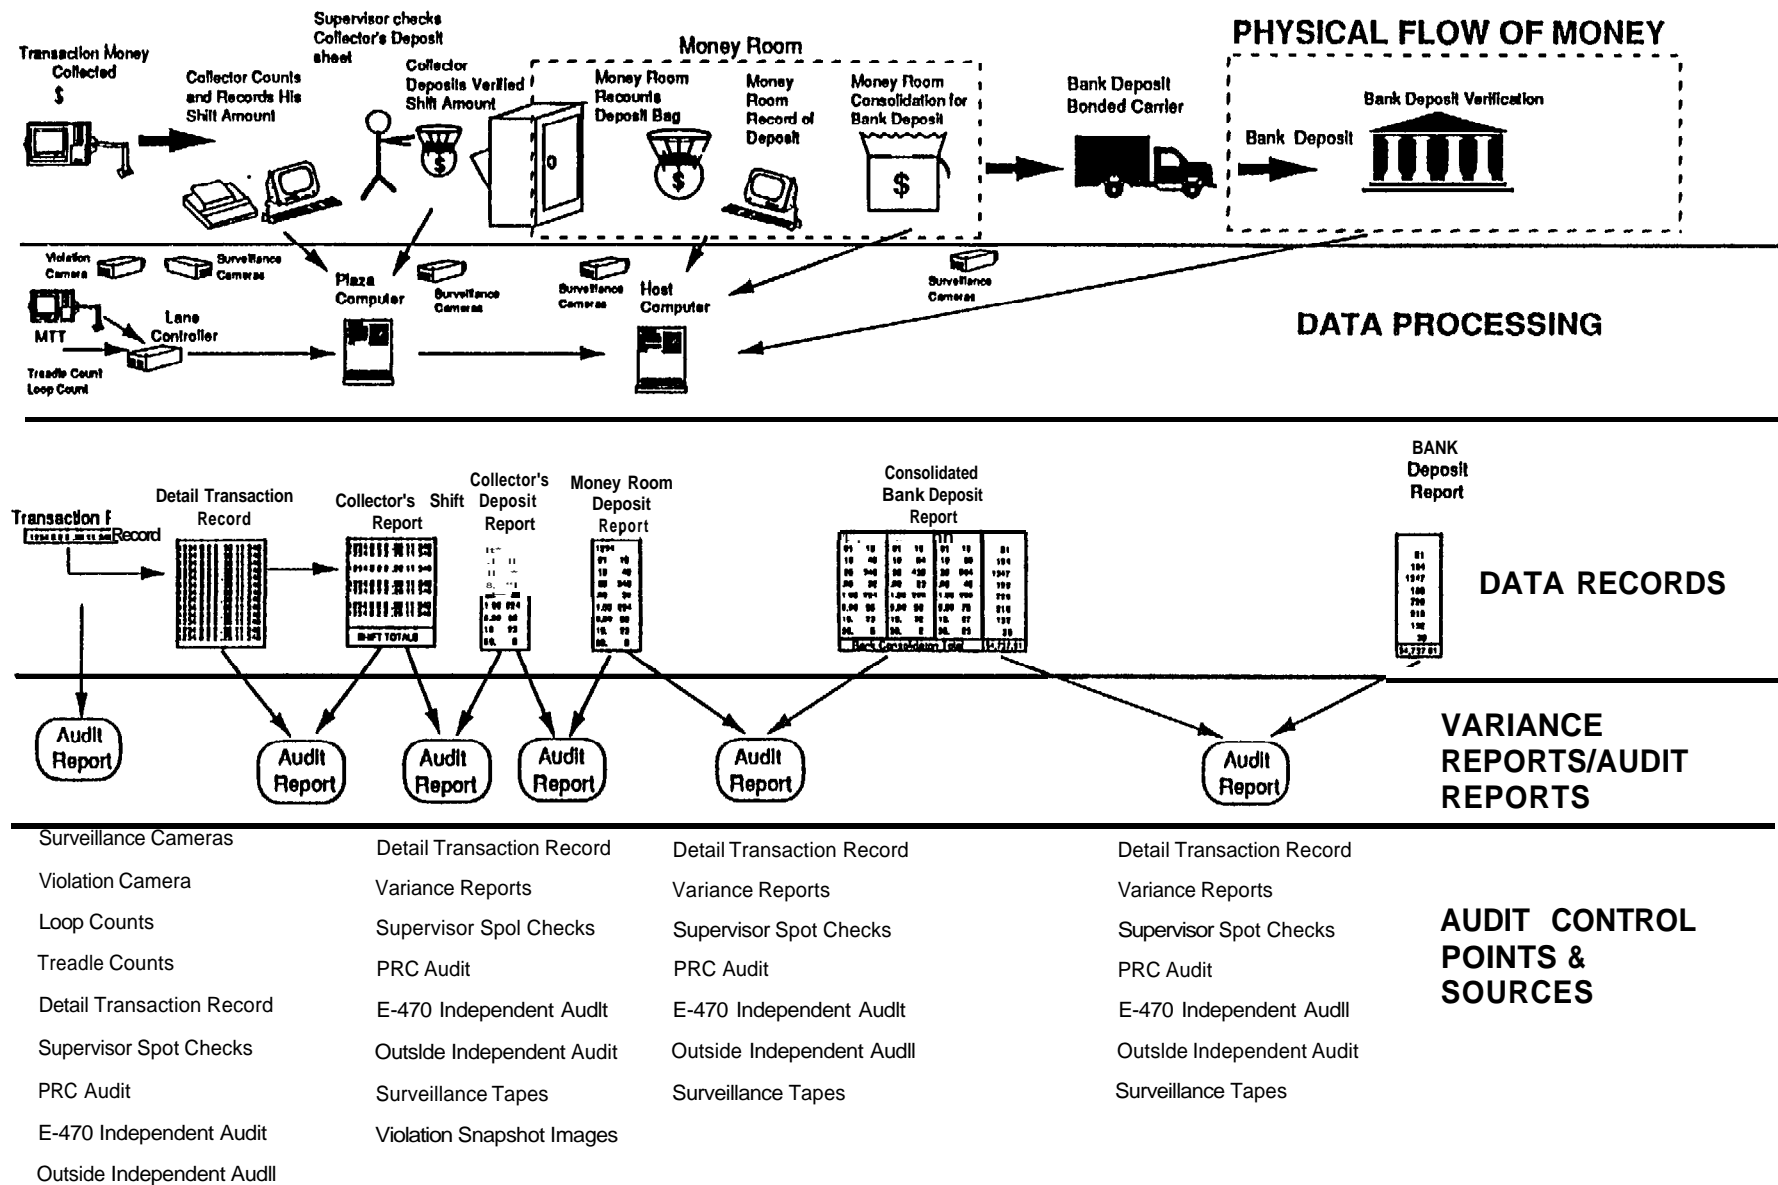 PHYSICAL FLOW OF MONEY
Transaction Money
Collected
$
Collector Counts
and Records His
Shift Amount
Supervisor checks
Collector's Deposit
sheet
Collector
Deposits Verified
Shift Amount
$
Money Room
Money Room
Recounts
Deposit Bag
$
Money
Room
Record of
Deposit
Money Room
Consolidation for
Bank Deposit
$
Bank Deposit
Bonded Carrier
Bank Deposit
Bank Deposit Verification
Violation
Camera
Surveillance
Cameras
MTT
Lane
Controller
Treadle Count
Loop Count
Plaza
Computer
Surveillance
Cameras
Surveillance
Cameras
Host
Computer
Surveillance
Cameras
DATA PROCESSING
Transaction F
Record
Detail Transaction
Record
Collector's Shift
Report
SHIFT TOTALS
Collector's
Deposit
Report
Money Room
Deposit
Report
Consolidated
Bank Deposit
Report
Bank Consolidation Total
BANK
Deposit
Report
DATA RECORDS
Audit
Report
Audit
Report
Audit
Report
Audit
Report
Audit
Report
Audit
Report
VARIANCE
REPORTS/AUDIT
REPORTS
Surveillance Cameras
Violation Camera
Loop Counts
Treadle Counts
Detail Transaction Record
Supervisor Spot Checks
PRC Audit
E-470 Independent Audit
Outside Independent Audll
Detail Transaction Record
Variance Reports
Supervisor Spol Checks
PRC Audit
E-470 Independent Audlt
Outslde Independent Audit
Surveillance Tapes
Violation Snapshot Images
Detail Transaction Record
Variance Reports
Supervisor Spot Checks
PRC Audit
E-470 Independent Audlt
Outside Independent Audll
Surveillance Tapes
Detail Transaction Record
Variance Reports
Supervisor Spot Checks
PRC Audit
E-470 Independent Audll
Outslde Independent Audit
Surveillance Tapes
AUDIT CONTROL
POINTS &
SOURCES